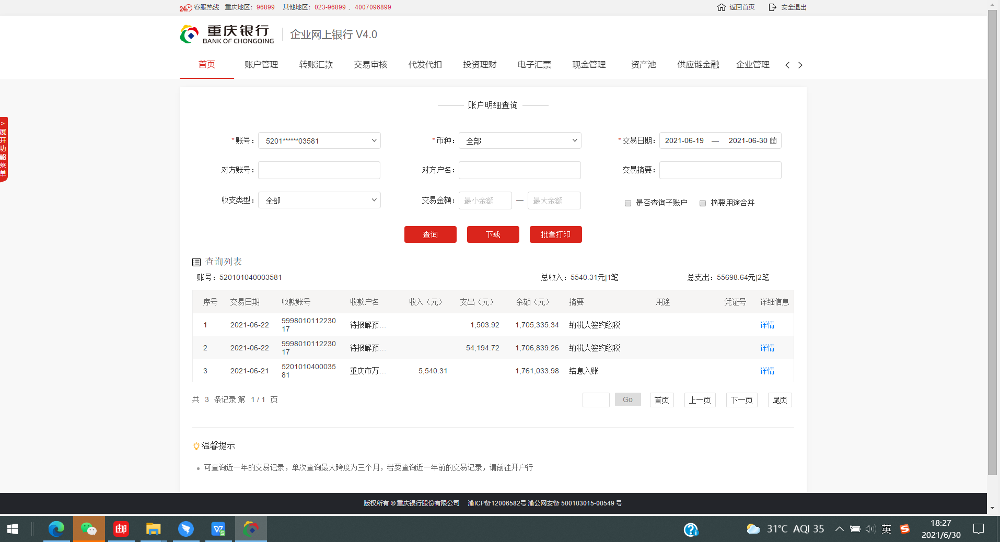 24h 客服热线 重庆地区：96899 其他地区：023-96899 、4007096899 返回首页 安全退出
重庆银行 企业网上银行 V4.0
BANK OF CHONGQING
首页 账户管理 转账汇款 交易审核 代发代扣 投资理财 电子汇票 现金管理 资产池 供应链金融 企业管理 < >
> 展开功能菜单
账户明细查询
*账号： 5201******03581 *币种： 全部 *交易日期： 2021-06-19 — 2021-06-30
对方账号： 对方户名： 交易摘要：
收支类型： 全部 交易金额： 最小金额 — 最大金额 是否查询子账户 摘要用途合并
查询 下载 批量打印
查询列表
账号：520101040003581 总收入：5540.31元|1笔 总支出：55698.64元|2笔
序号 交易日期 收款账号 收款户名 收入（元） 支出（元） 余额（元） 摘要 用途 凭证号 详细信息
1 2021-06-22 9998010112230 待报解预… 1,503.92 1,705,335.34 纳税人签约缴税 详情
17
2 2021-06-22 9998010112230 待报解预… 54,194.72 1,706,839.26 纳税人签约缴税 详情
17
3 2021-06-21 5201010400035 重庆市万… 5,540.31 1,761,033.98 结息入账 详情
81
共 3 条记录 第 1 / 1 页 Go 首页 上一页 下一页 尾页
温馨提示
可查询近一年的交易记录，单次查询最大跨度为三个月，若要查询近一年前的交易记录，请前往开户行
版权所有 © 重庆银行股份有限公司 渝ICP备12006582号 渝公网安备 500103015-00549 号
邮 31°C AQI 35 英 18:27
2021/6/30